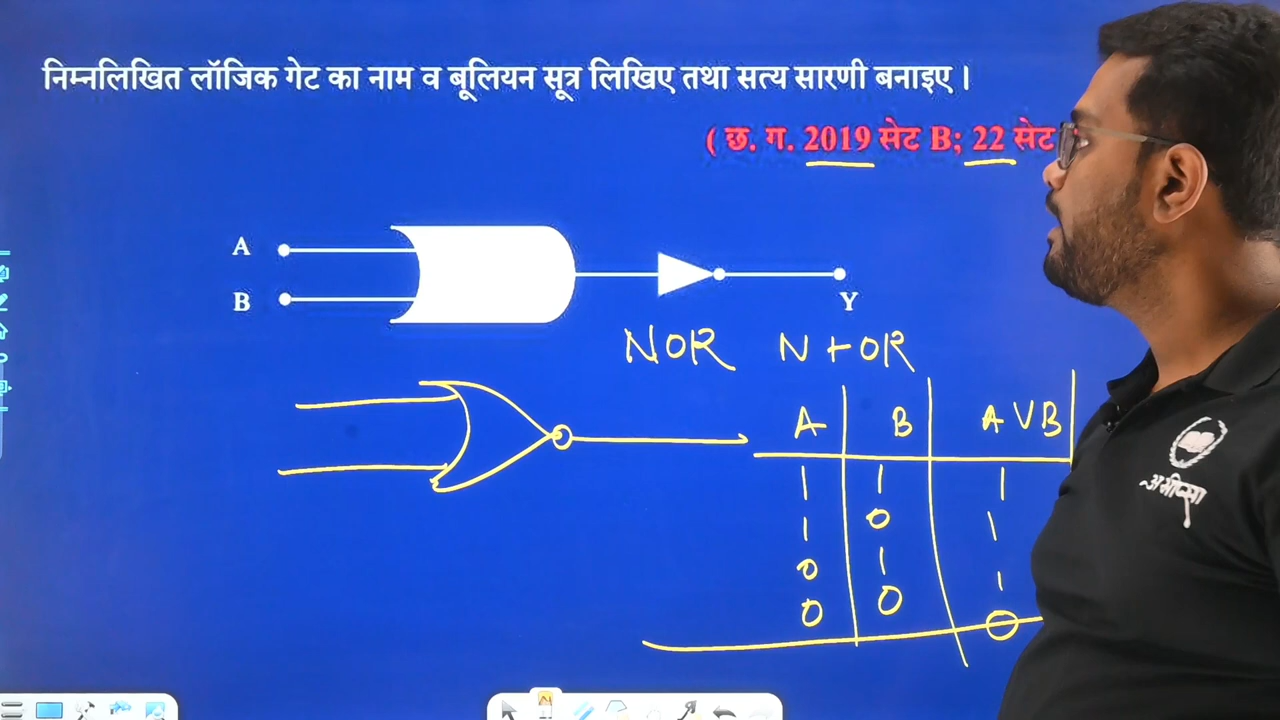 निम्नलिखित लॉजिक गेट का नाम व बूलियन सूत्र लिखिए तथा सत्य सारणी बनाइए ।
( छ. ग. 2019 सेट B; 22 सेट
A
B
Y
NOR N + OR
A B A V B
1 1 1
1 0 1
0 1 1
0 0 0
अभीप्सा